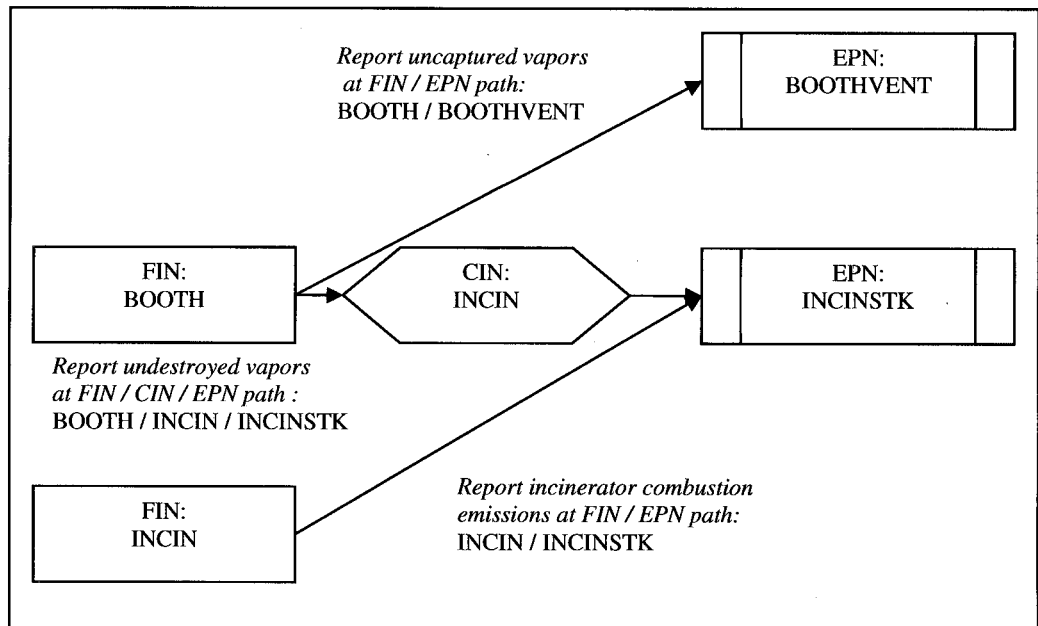 Report uncaptured vapors
at FIN / EPN path:
BOOTH / BOOTHVENT
EPN:
BOOTHVENT
FIN:
BOOTH
CIN:
INCIN
EPN:
INCINSTK
Report undestroyed vapors
at FIN / CIN / EPN path :
BOOTH / INCIN / INCINSTK
FIN:
INCIN
Report incinerator combustion
emissions at FIN / EPN path:
INCIN / INCINSTK